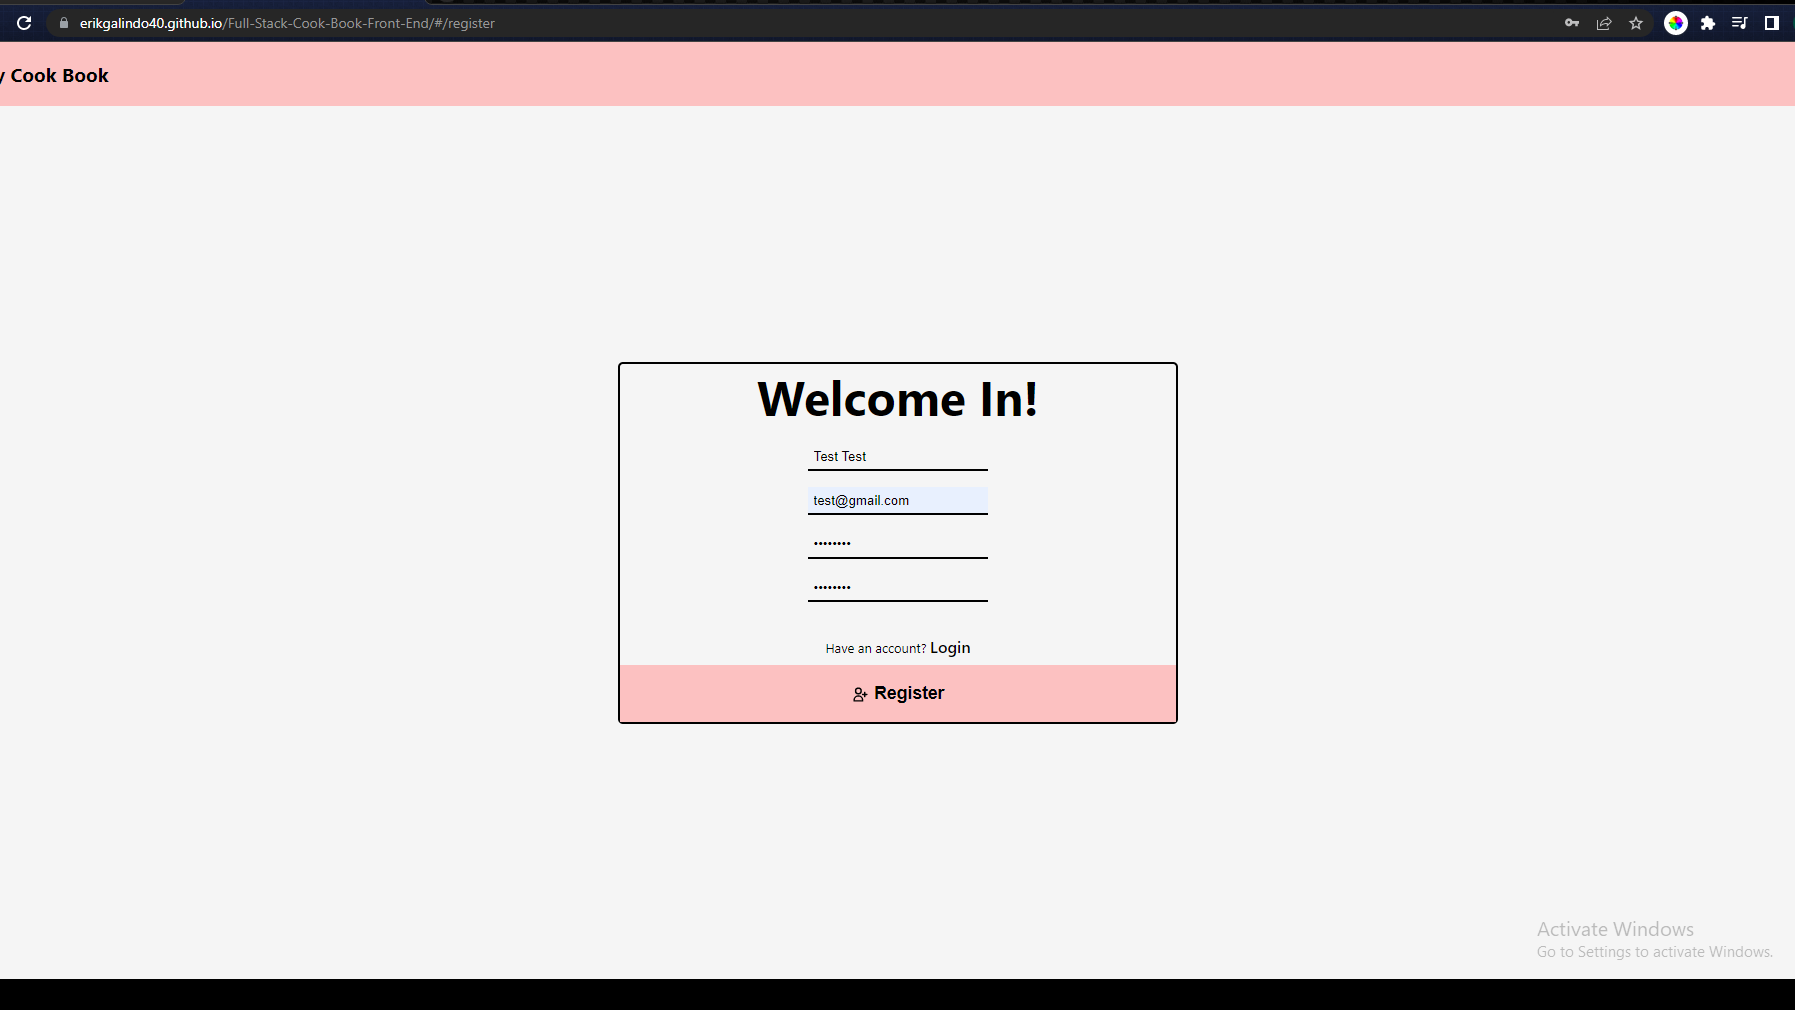 erikgalindo40.github.io/Full-Stack-Cook-Book-Front-End/#/register
y Cook Book
Welcome In!
Test Test
test@gmail.com
••••••••
••••••••
Have an account? Login
Register
Activate Windows
Go to Settings to activate Windows.